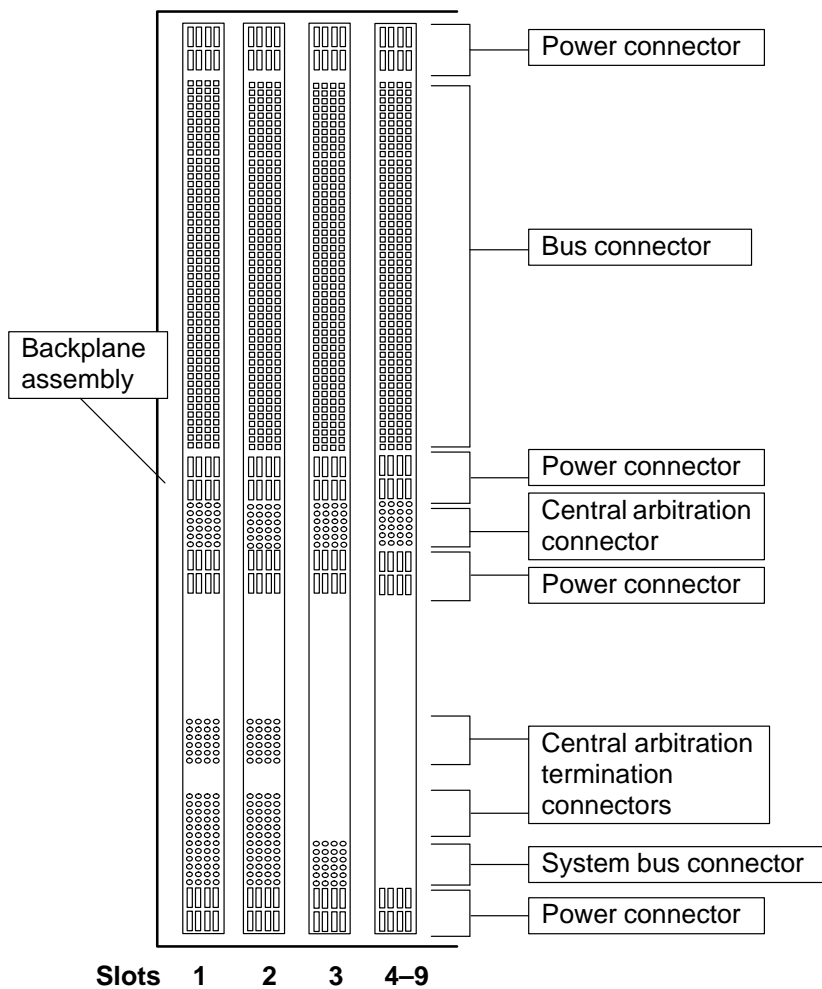 Power connector
Bus connector
Backplane
assembly
Power connector
Central arbitration
connector
Power connector
Central arbitration
termination
connectors
System bus connector
Power connector
Slots 1 2 3 4–9